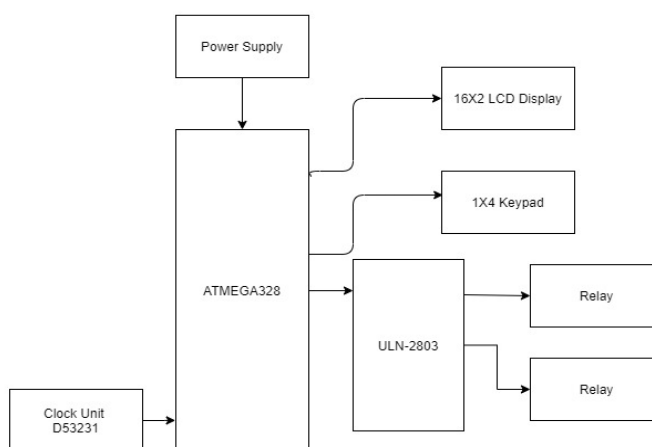 Power Supply
16X2 LCD Display
1X4 Keypad
ATMEGA328
ULN-2803
Relay
Relay
Clock Unit
D53231